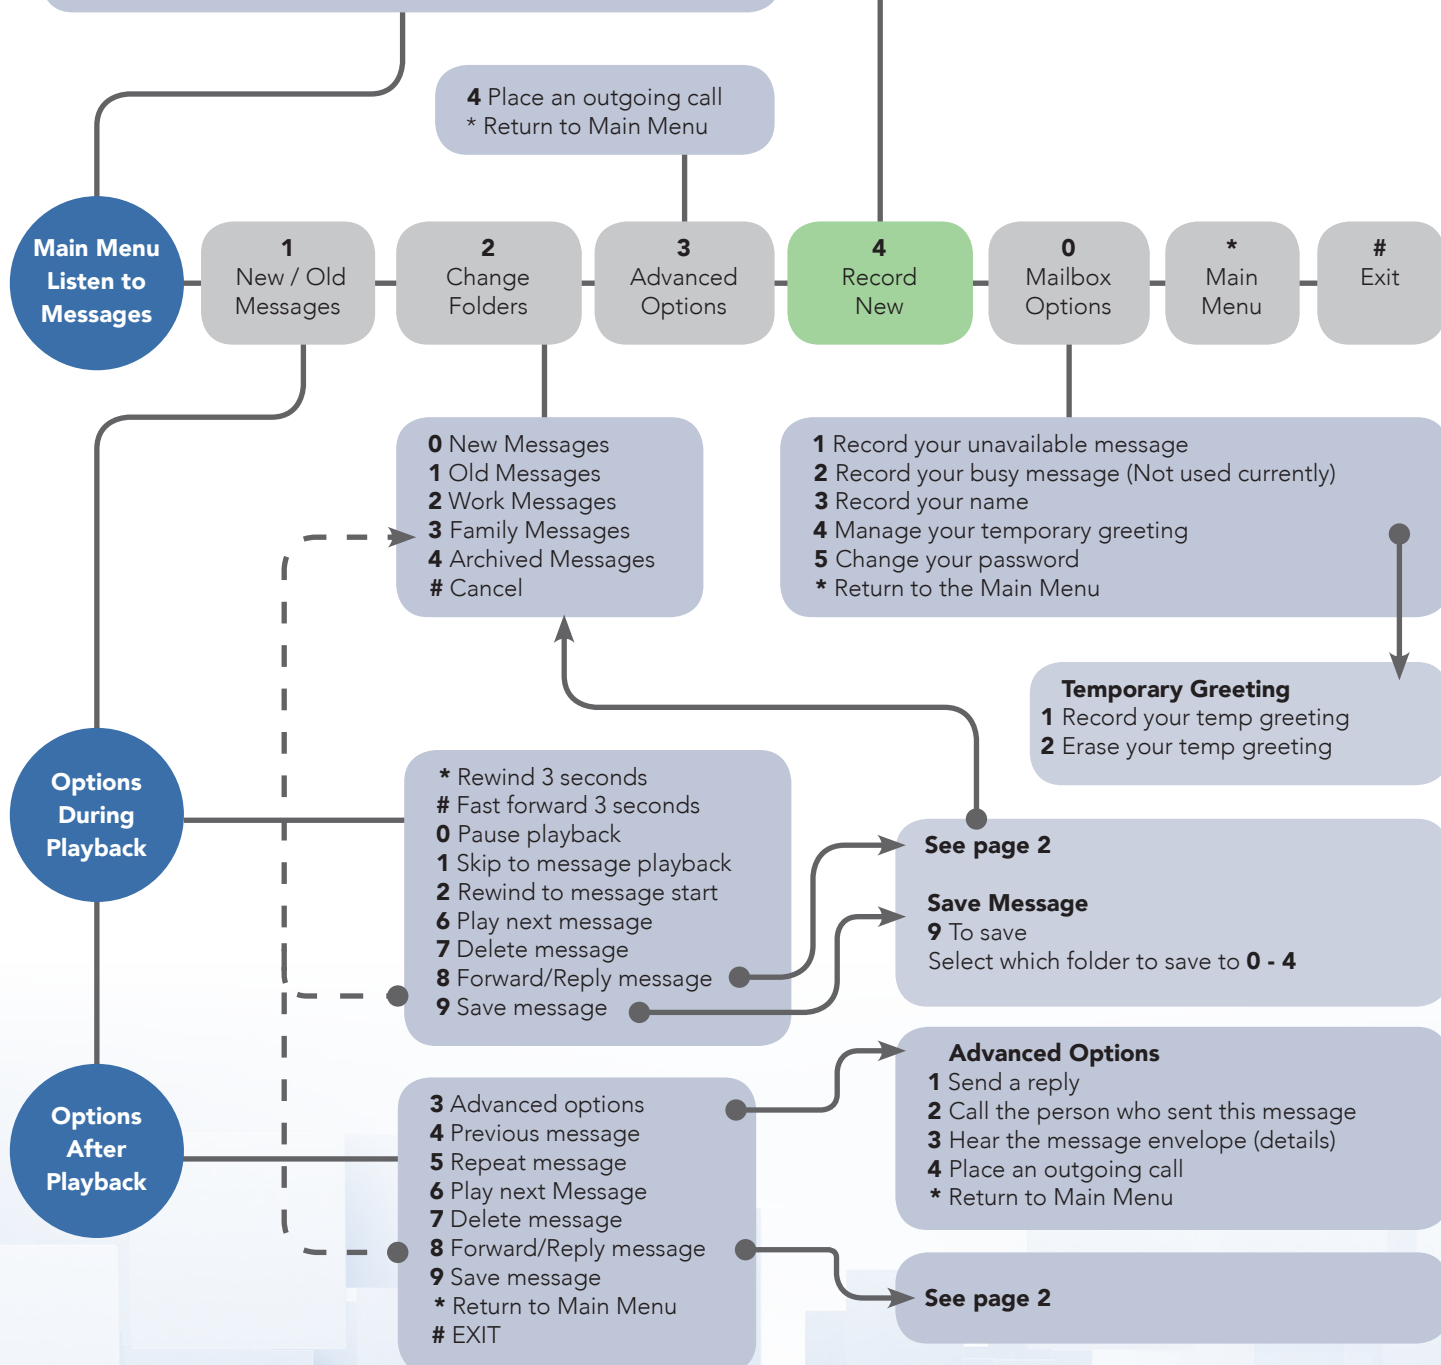 4 Place an outgoing call
* Return to Main Menu
Main Menu
Listen to
Messages
1
New / Old
Messages
2
Change
Folders
3
Advanced
Options
4
Record
New
0
Mailbox
Options
*
Main
Menu
#
Exit
0 New Messages
1 Old Messages
2 Work Messages
3 Family Messages
4 Archived Messages
# Cancel
1 Record your unavailable message
2 Record your busy message (Not used currently)
3 Record your name
4 Manage your temporary greeting
5 Change your password
* Return to the Main Menu
Temporary Greeting
1 Record your temp greeting
2 Erase your temp greeting
Options
During
Playback
* Rewind 3 seconds
# Fast forward 3 seconds
0 Pause playback
1 Skip to message playback
2 Rewind to message start
6 Play next message
7 Delete message
8 Forward/Reply message
9 Save message
See page 2
Save Message
9 To save
Select which folder to save to 0 - 4
Options
After
Playback
3 Advanced options
4 Previous message
5 Repeat message
6 Play next Message
7 Delete message
8 Forward/Reply message
9 Save message
* Return to Main Menu
# EXIT
Advanced Options
1 Send a reply
2 Call the person who sent this message
3 Hear the message envelope (details)
4 Place an outgoing call
* Return to Main Menu
See page 2